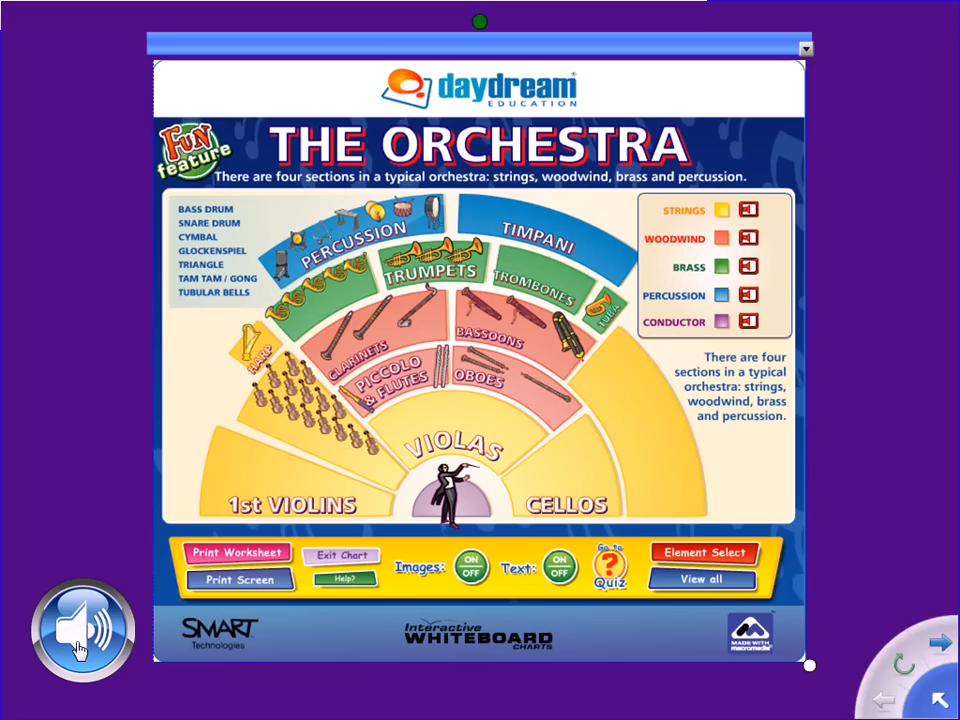 daydream
EDUCATION
FUN
feature
THE ORCHESTRA
There are four sections in a typical orchestra: strings, woodwind, brass and percussion.
BASS DRUM
SNARE DRUM
CYMBAL
GLOCKENSPIEL
TRIANGLE
TAM TAM / GONG
TUBULAR BELLS
PERCUSSION
TIMPANI
TRUMPETS
TROMBONES
TUBA
HARP
CLARINETS
BASSOONS
PICCOLO
& FLUTES
OBOES
VIOLAS
1st VIOLINS
CELLOS
STRINGS
WOODWIND
BRASS
PERCUSSION
CONDUCTOR
There are four
sections in a typical
orchestra: strings,
woodwind, brass
and percussion.
Print Worksheet
Exit Chart
Print Screen
Help?
Images:
ON
OFF
Text:
ON
OFF
Go to
?
Quiz
Element Select
View all
SMART
Technologies
Interactive
WHITEBOARD
CHARTS
MADE WITH
macromedia